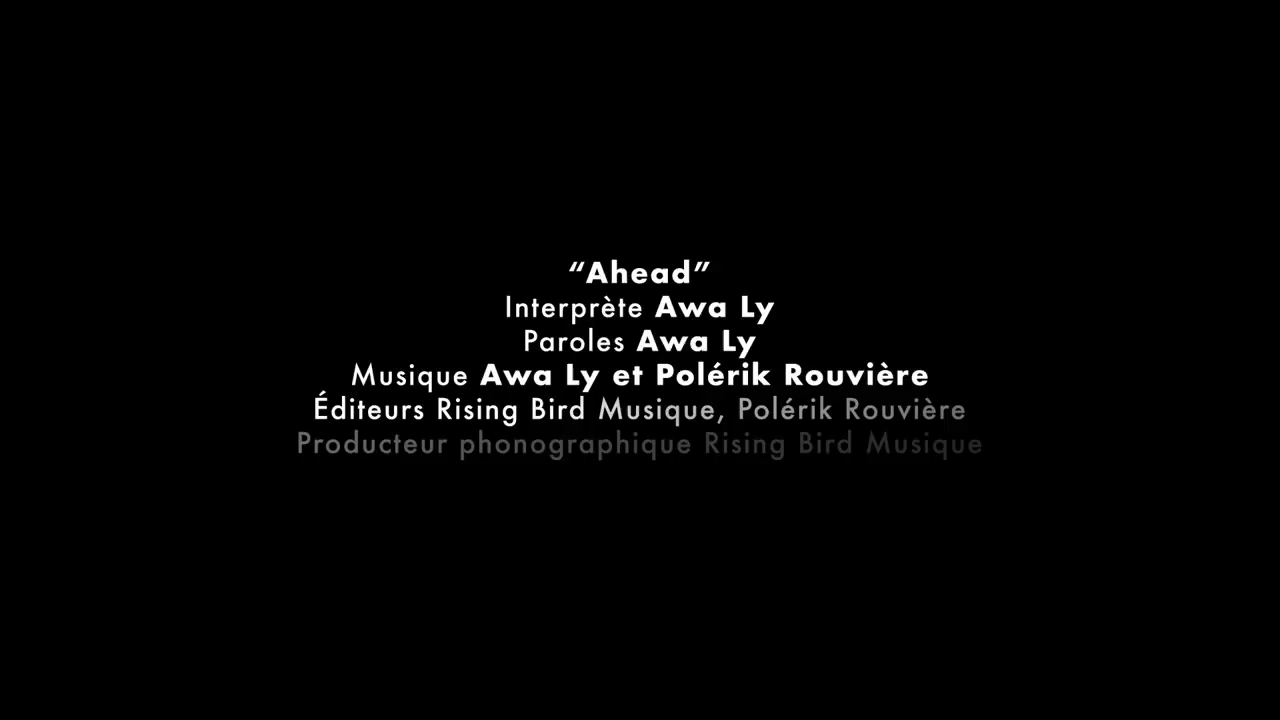 “Ahead”
Interprète Awa Ly
Paroles Awa Ly
Musique Awa Ly et Polérik Rouvière
Éditeurs Rising Bird Musique, Polérik Rouvière
Producteur phonographique Rising Bird Musique